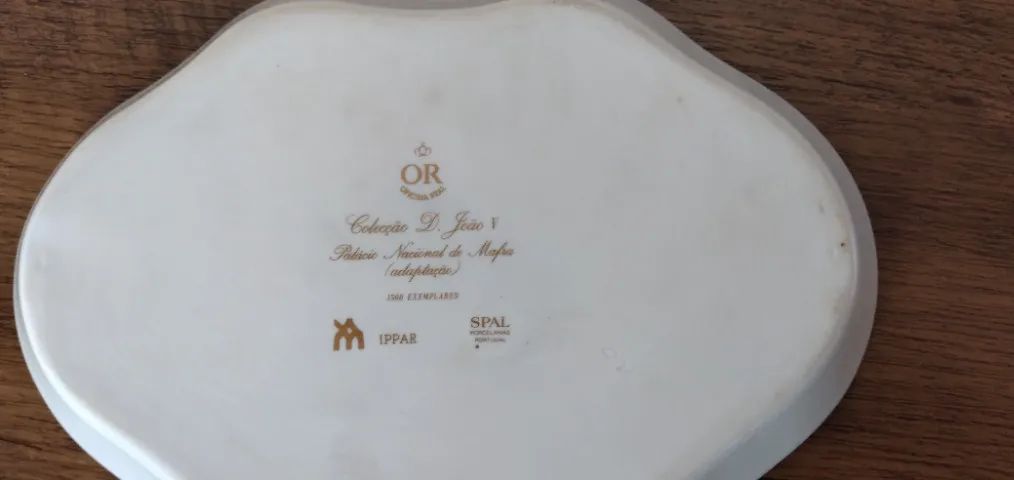 OR
OFICINA REAL
Colecção D. João V
Palácio Nacional de Mafra
(adaptação)
1500 EXEMPLARES
IPPAR
SPAL
PORCELANAS
PORTUGAL